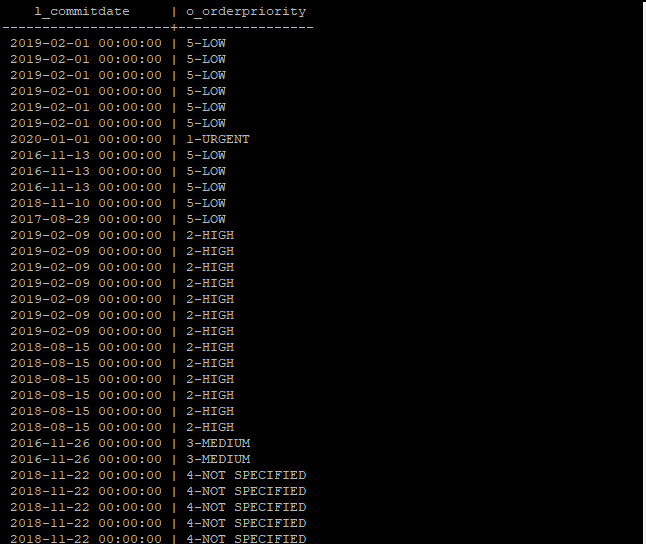 l_commitdate | o_orderpriority
---------------------+-----------------
2019-02-01 00:00:00 | 5-LOW
2019-02-01 00:00:00 | 5-LOW
2019-02-01 00:00:00 | 5-LOW
2019-02-01 00:00:00 | 5-LOW
2019-02-01 00:00:00 | 5-LOW
2019-02-01 00:00:00 | 5-LOW
2020-01-01 00:00:00 | 1-URGENT
2016-11-13 00:00:00 | 5-LOW
2016-11-13 00:00:00 | 5-LOW
2016-11-13 00:00:00 | 5-LOW
2018-11-10 00:00:00 | 5-LOW
2017-08-29 00:00:00 | 5-LOW
2019-02-09 00:00:00 | 2-HIGH
2019-02-09 00:00:00 | 2-HIGH
2019-02-09 00:00:00 | 2-HIGH
2019-02-09 00:00:00 | 2-HIGH
2019-02-09 00:00:00 | 2-HIGH
2019-02-09 00:00:00 | 2-HIGH
2019-02-09 00:00:00 | 2-HIGH
2018-08-15 00:00:00 | 2-HIGH
2018-08-15 00:00:00 | 2-HIGH
2018-08-15 00:00:00 | 2-HIGH
2018-08-15 00:00:00 | 2-HIGH
2018-08-15 00:00:00 | 2-HIGH
2018-08-15 00:00:00 | 2-HIGH
2016-11-26 00:00:00 | 3-MEDIUM
2016-11-26 00:00:00 | 3-MEDIUM
2018-11-22 00:00:00 | 4-NOT SPECIFIED
2018-11-22 00:00:00 | 4-NOT SPECIFIED
2018-11-22 00:00:00 | 4-NOT SPECIFIED
2018-11-22 00:00:00 | 4-NOT SPECIFIED
2018-11-22 00:00:00 | 4-NOT SPECIFIED